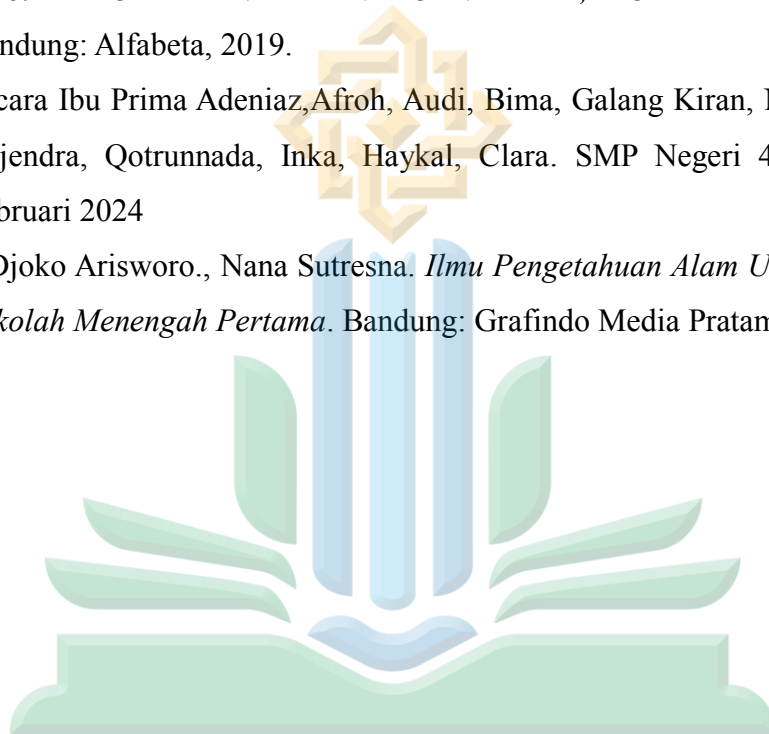 ndung: Alfabeta, 2019.
cara Ibu Prima Adeniaz,Afroh, Audi, Bima, Galang Kiran,
jendra, Qotrunnada, Inka, Haykal, Clara. SMP Negeri 4
bruari 2024
Djoko Arisworo., Nana Sutresna. Ilmu Pengetahuan Alam U
kolah Menengah Pertama. Bandung: Grafindo Media Pratam